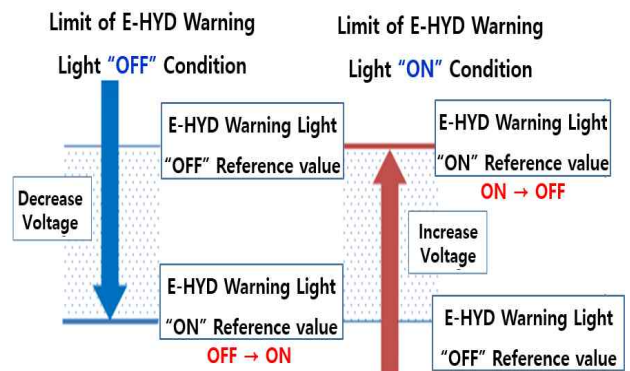 Limit of E-HYD Warning
Light “OFF” Condition
Limit of E-HYD Warning
Light “ON” Condition
E-HYD Warning Light
“OFF” Reference value
E-HYD Warning Light
“ON” Reference value
ON → OFF
Decrease
Voltage
Increase
Voltage
E-HYD Warning Light
“ON” Reference value
OFF → ON
E-HYD Warning Light
“OFF” Reference value